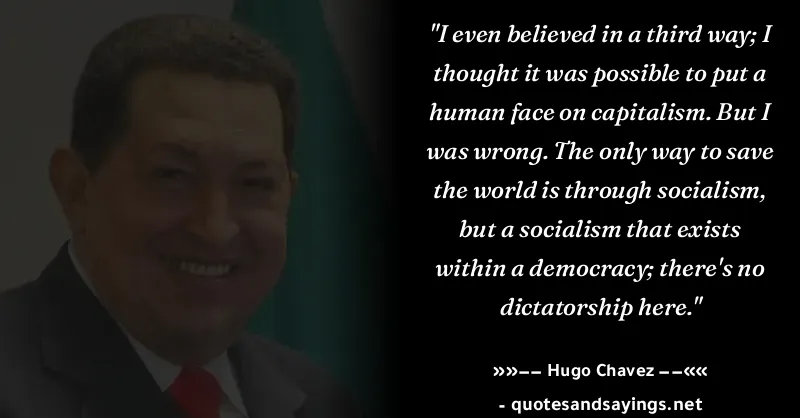 "I even believed in a third way; I
thought it was possible to put a
human face on capitalism. But I
was wrong. The only way to save
the world is through socialism,
but a socialism that exists
within a democracy; there's no
dictatorship here."
»»−− Hugo Chavez −−««
- quotesandsayings.net